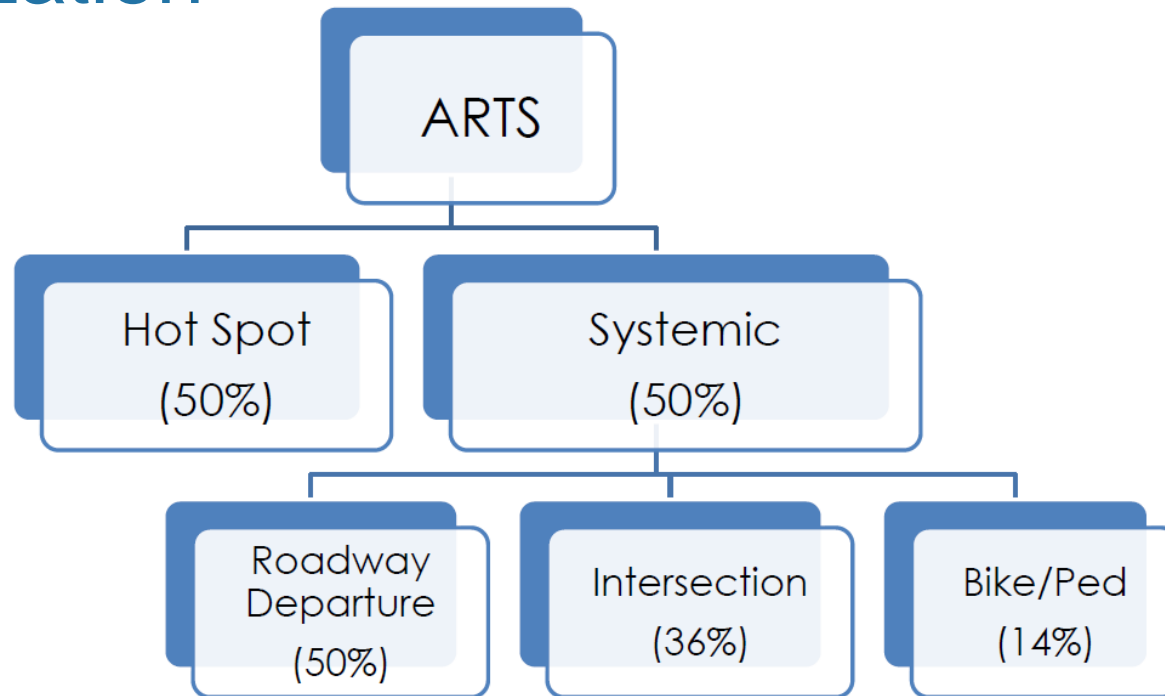 ARTS
Hot Spot
(50%)
Systemic
(50%)
Roadway
Departure
(50%)
Intersection
(36%)
Bike/Ped
(14%)